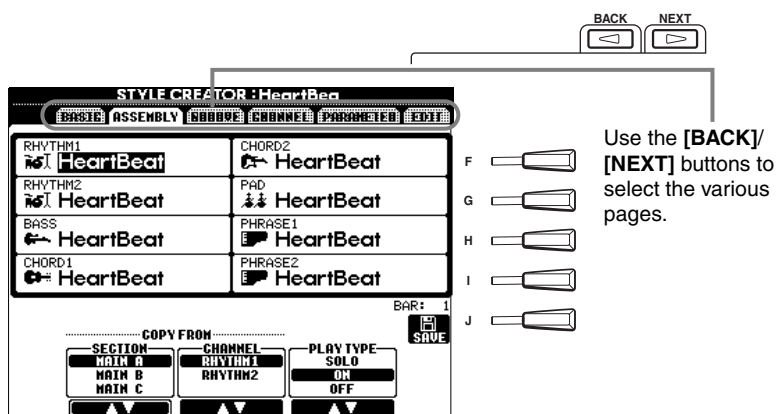 BACK NEXT
STYLE CREATOR : HeartBea
BASIC ASSEMBLY GROOVE CHANNEL PARAMETER EDIT
RHYTHM1
HeartBeat
CHORD2
HeartBeat
RHYTHM2
HeartBeat
PAD
HeartBeat
BASS
HeartBeat
PHRASE1
HeartBeat
CHORD1
HeartBeat
PHRASE2
HeartBeat
F
G
H
I
J
Use the [BACK]/
[NEXT] buttons to
select the various
pages.
BAR: 1
SAVE
COPY FROM
SECTION
MAIN A
MAIN B
MAIN C
CHANNEL
RHYTHM1
RHYTHM2
PLAY TYPE
SOLO
ON
OFF